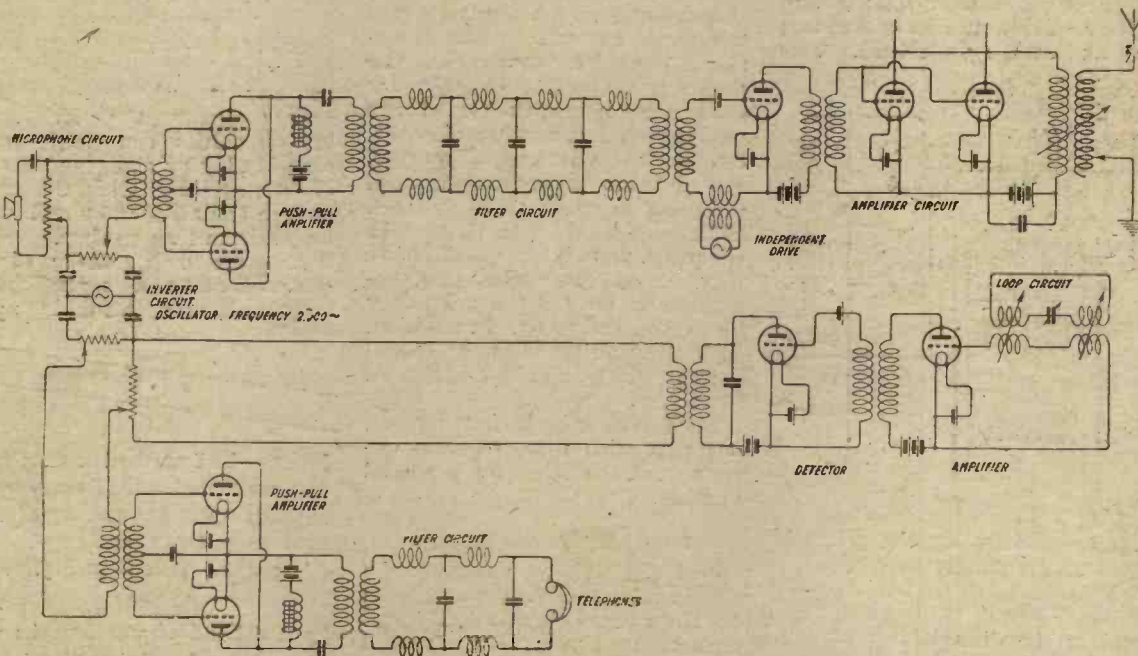 MICROPHONE CIRCUIT
PUSH-PULL
AMPLIFIER
FILTER CIRCUIT
INDEPENDENT
DRIVE
AMPLIFIER CIRCUIT
INVERTER
CIRCUIT.
OSCILLATOR, FREQUENCY
LOOP CIRCUIT
DETECTOR
AMPLIFIER
PUSH-PULL
AMPLIFIER
FILTER CIRCUIT
TELEPHONES